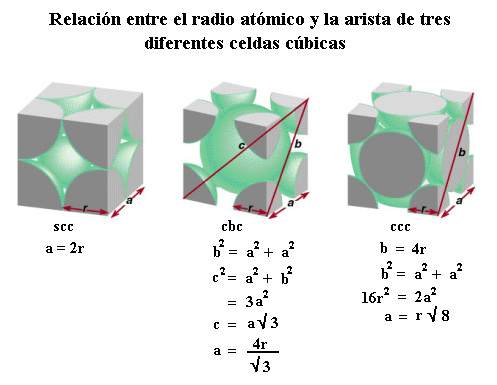 Relación entre el radio atómico y la arista de tres
diferentes celdas cúbicas
r
a
scc
a = 2r
c
b
r
a
cbc
b² = a² + a²
c² = a² + b²
= 3a²
c = a√3
a = 4r/√3
b
r
a
ccc
b = 4r
b² = a² + a²
16r² = 2a²
a = r√8